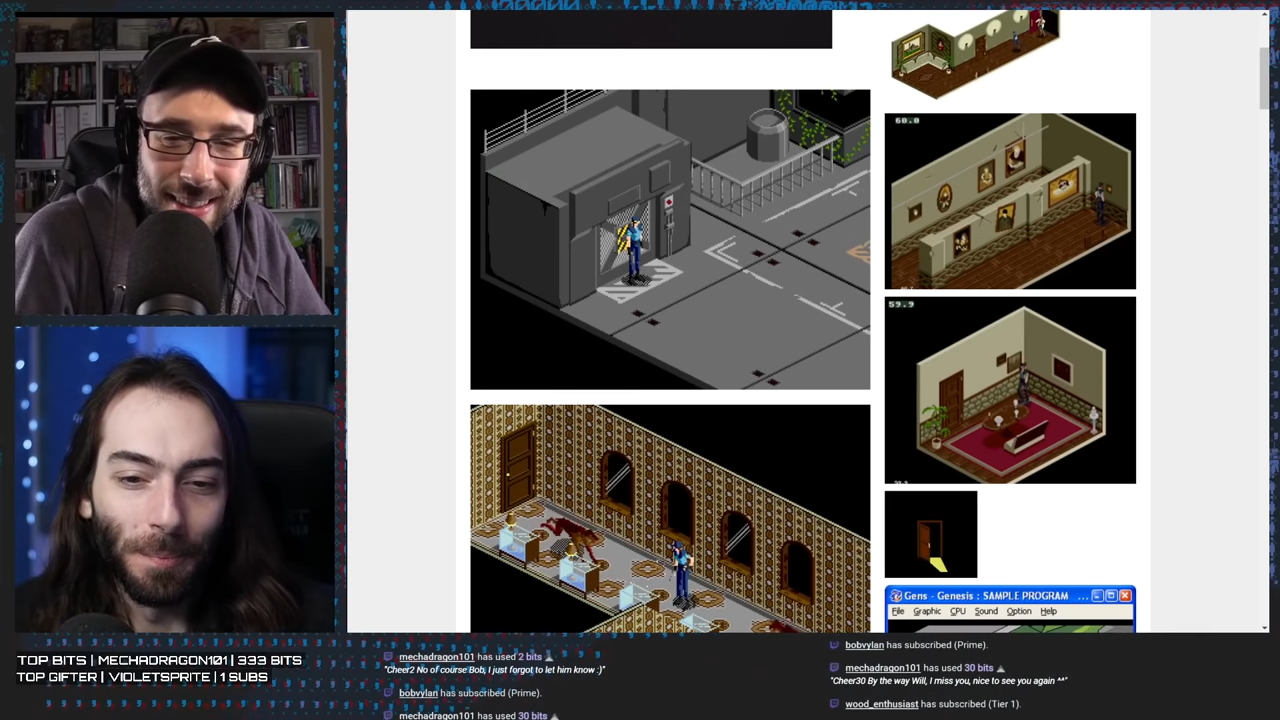 60.0
59.9
Gens - Genesis : SAMPLE PROGRAM ...
File Graphic CPU Sound Option Help
TOP BITS | MECHADRAGON101 | 333 BITS
TOP GIFTER | VIOLETSPRITE | 1 SUBS
mechadragon101 has used 2 bits
"Cheer2 No of course Bob, I just forgot to let him know :)"
bobvylan has subscribed (Prime).
mechadragon101 has used 30 bits
bobvylan has subscribed (Prime).
mechadragon101 has used 30 bits
"Cheer30 By the way Will, I miss you, nice to see you again ^^"
wood_enthusiast has subscribed (Tier 1).